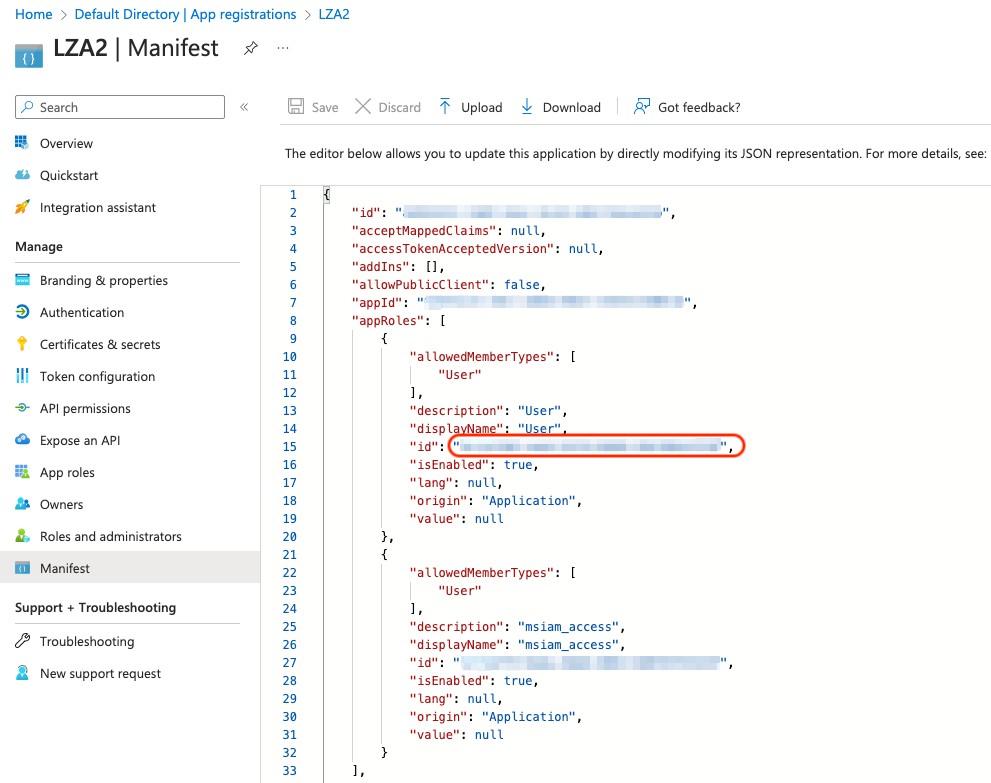 Home > Default Directory | App registrations > LZA2
LZA2 | Manifest
Search
Overview
Quickstart
Integration assistant
Manage
Branding & properties
Authentication
Certificates & secrets
Token configuration
API permissions
Expose an API
App roles
Owners
Roles and administrators
Manifest
Support + Troubleshooting
Troubleshooting
New support request
Save Discard Upload Download Got feedback?
The editor below allows you to update this application by directly modifying its JSON representation. For more details, see:
1 {
2 "id": "",
3 "acceptMappedClaims": null,
4 "accessTokenAcceptedVersion": null,
5 "addIns": [],
6 "allowPublicClient": false,
7 "appId": "",
8 "appRoles": [
9 {
10 "allowedMemberTypes": [
11 "User"
12 ],
13 "description": "User",
14 "displayName": "User",
15 "id": "",
16 "isEnabled": true,
17 "lang": null,
18 "origin": "Application",
19 "value": null
20 },
21 {
22 "allowedMemberTypes": [
23 "User"
24 ],
25 "description": "msiam_access",
26 "displayName": "msiam_access",
27 "id": "",
28 "isEnabled": true,
29 "lang": null,
30 "origin": "Application",
31 "value": null
32 }
33 ],